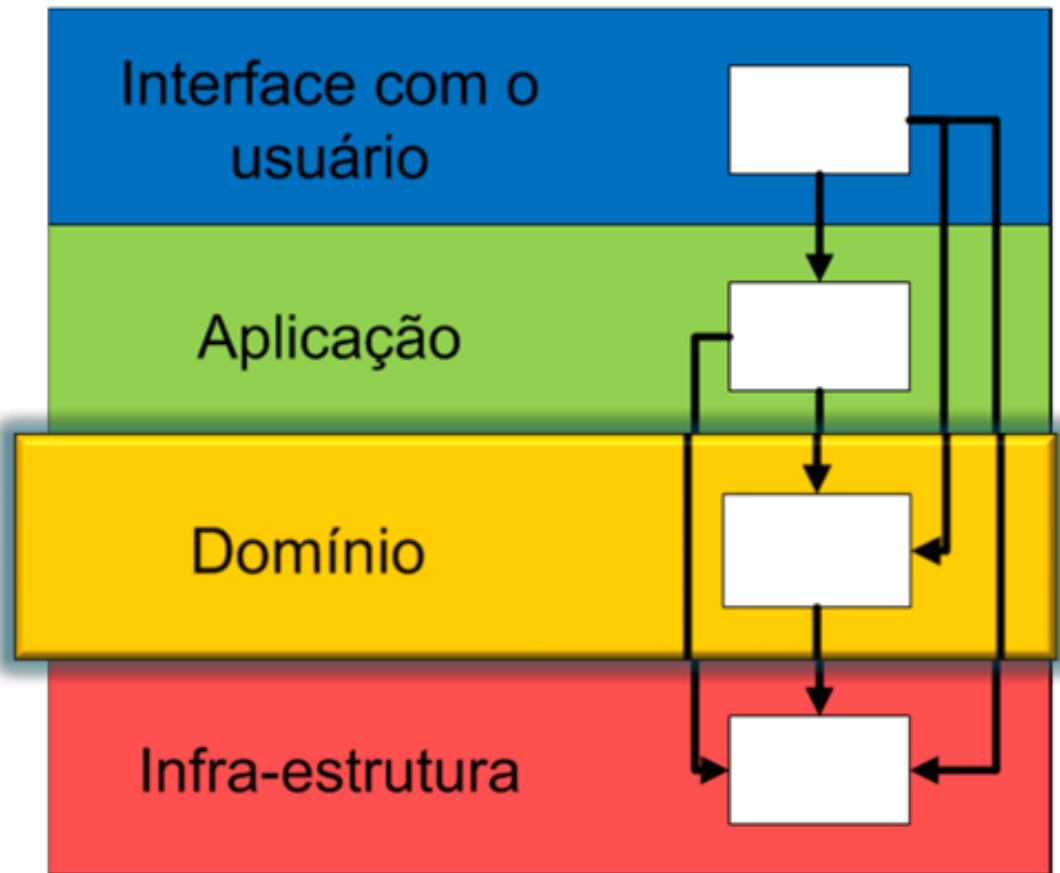 Interface com o
usuário
Aplicação
Domínio
Infra-estrutura